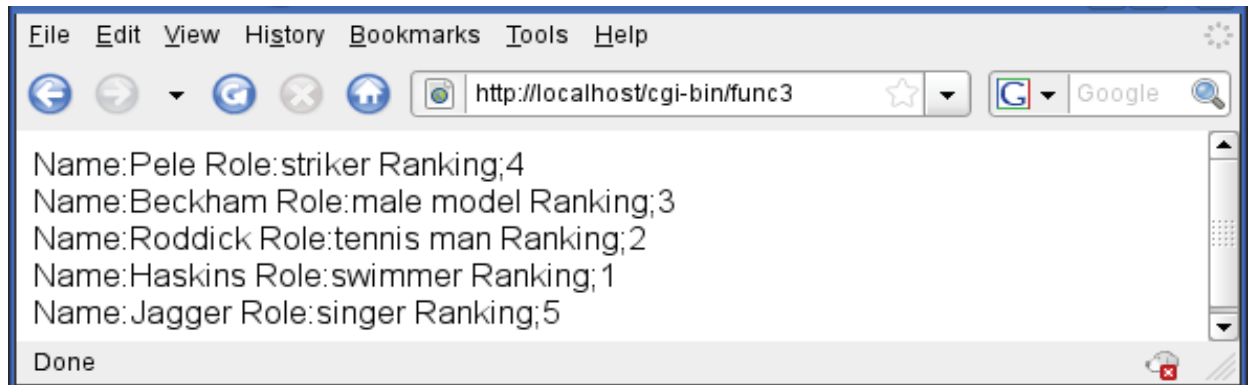 File Edit View History Bookmarks Tools Help
http://localhost/cgi-bin/func3 G Google
Name:Pele Role:striker Ranking;4
Name:Beckham Role:male model Ranking;3
Name:Roddick Role:tennis man Ranking;2
Name:Haskins Role:swimmer Ranking;1
Name:Jagger Role:singer Ranking;5
Done